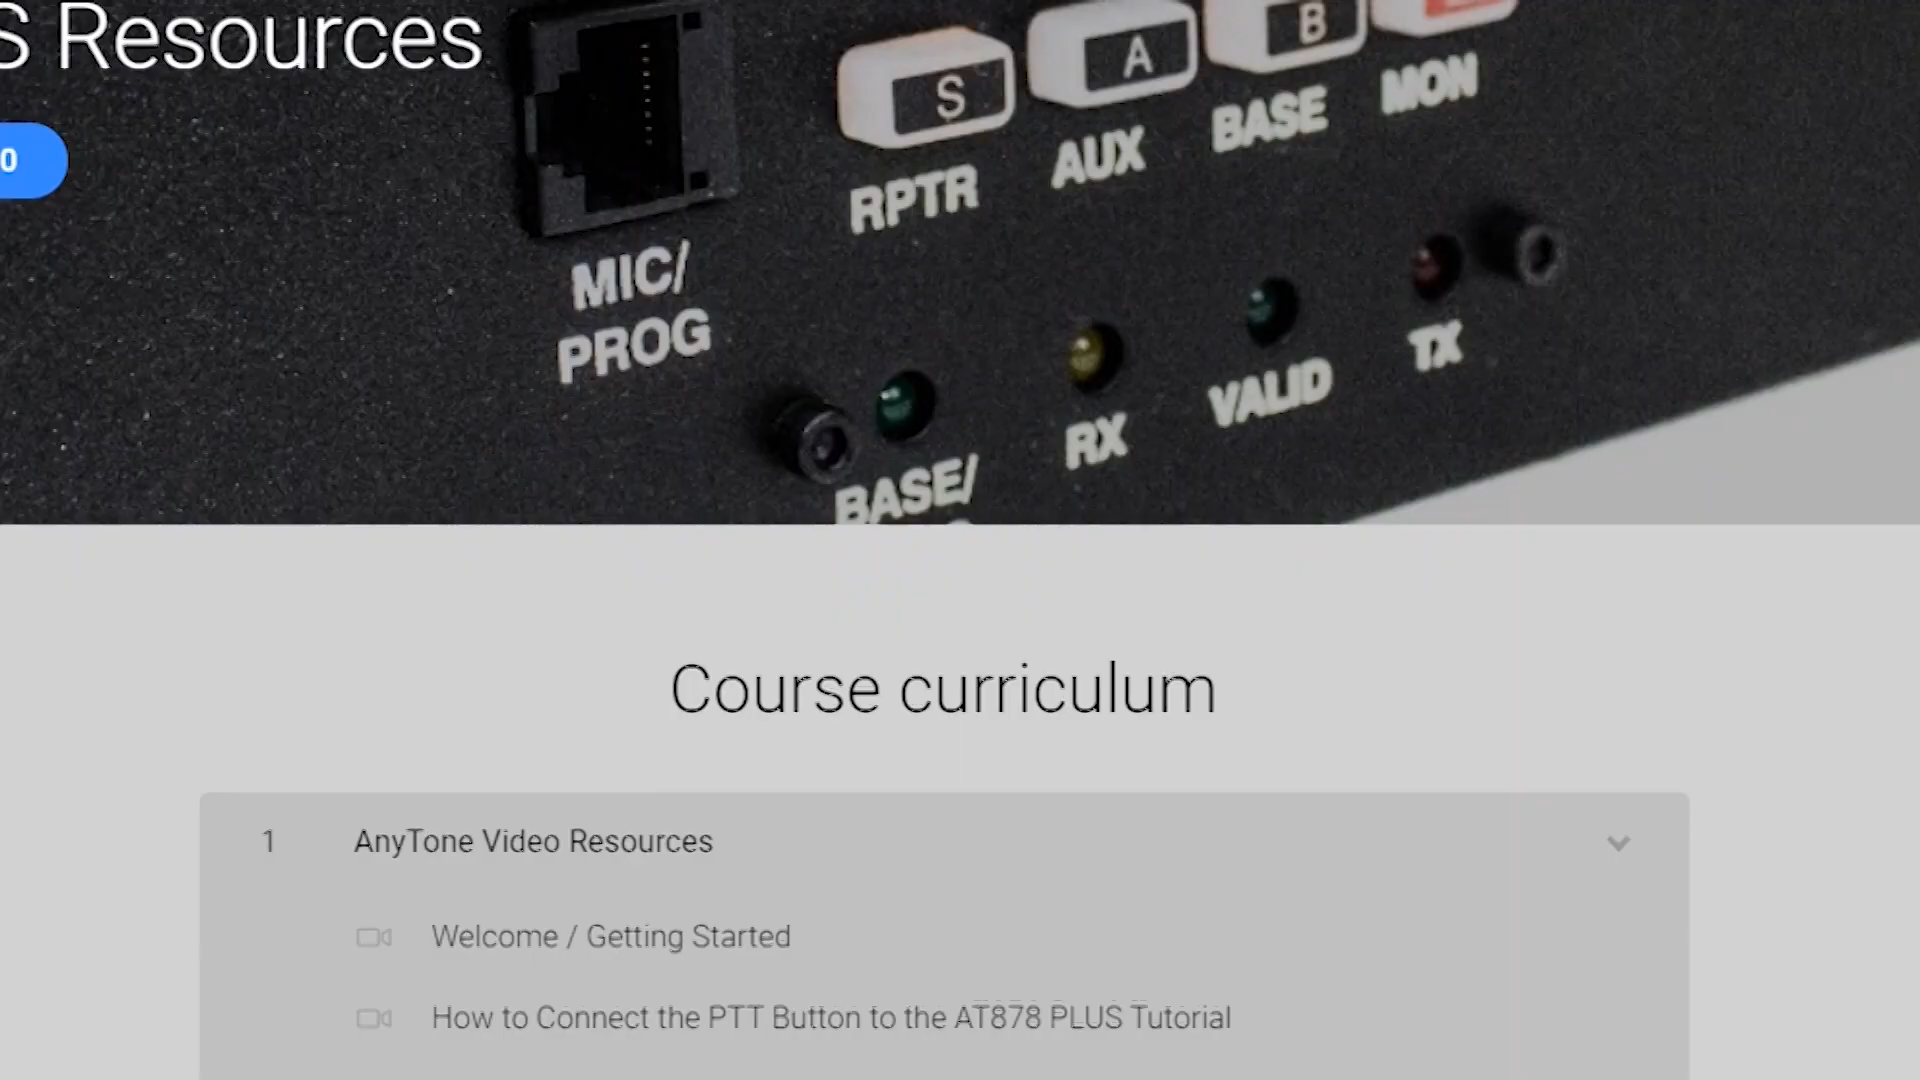 S Resources
0
S
A
B
RPTR
AUX
BASE
MON
MIC/
PROG
BASE/
RX
VALID
TX
Course curriculum
1 AnyTone Video Resources
Welcome / Getting Started
How to Connect the PTT Button to the AT878 PLUS Tutorial